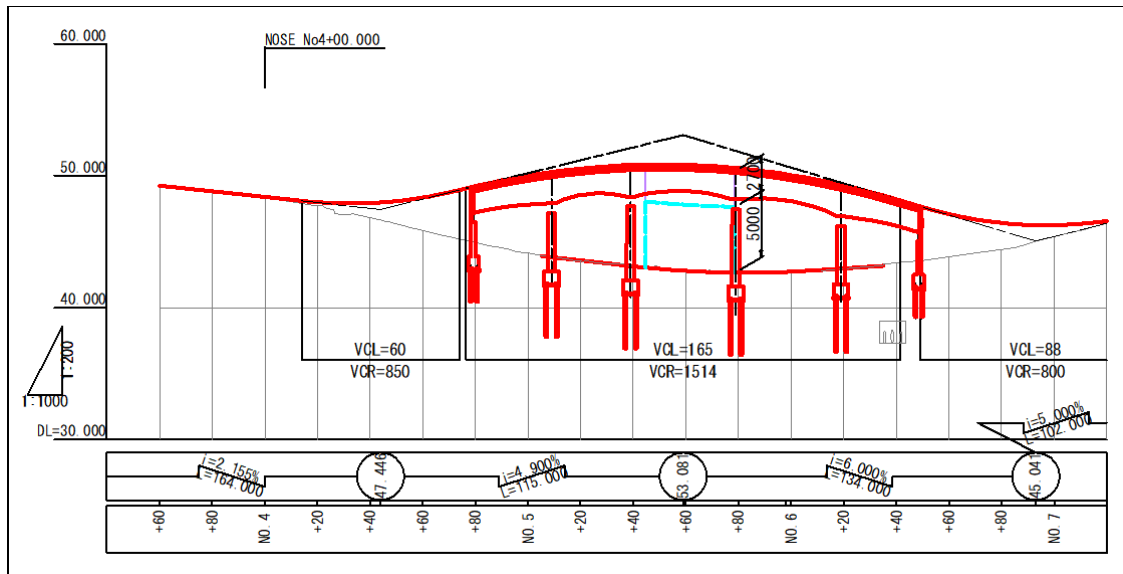 60.000
NOSE No4+00.000
50.000
2700
5000
40.000
VCL=60
VCR=850
VCL=165
VCR=1514
VCL=88
VCR=800
1:200
1:1000
DL=30.000
i=5.000%
L=102.000
i=2.155%
L=164.000
47.446
i=4.900%
L=115.000
53.081
i=6.000%
L=134.000
45.041
+60
+80
NO.4
+20
+40
+60
+80
NO.5
+20
+40
+60
+80
NO.6
+20
+40
+60
+80
NO.7